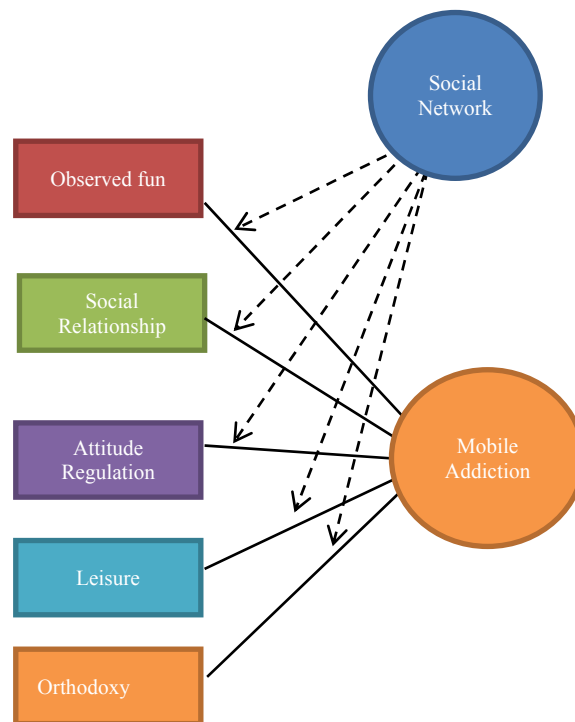 Social
Network
Observed fun
Social
Relationship
Attitude
Regulation
Mobile
Addiction
Leisure
Orthodoxy